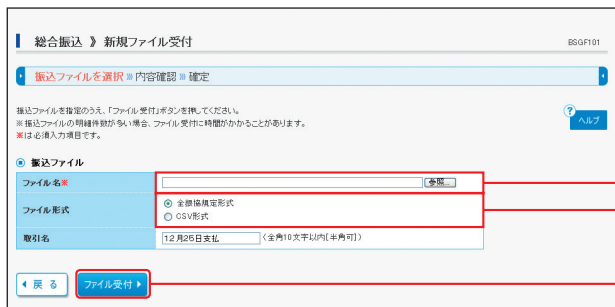 総合振込 》 新規ファイル受付
BSGF101
振込ファイルを選択 》 内容確認 》 確定
振込ファイルを指定のうえ、「ファイル受付」ボタンを押してください。
※振込ファイルの明細件数が多い場合、ファイル受付に時間がかかることがあります。
※は必須入力項目です。
? ヘルプ
振込ファイル
ファイル名※ 参照...
ファイル形式 全銀協規定形式
CSV形式
取引名 12月25日支払 (全角10文字以内[半角可])
戻る ファイル受付